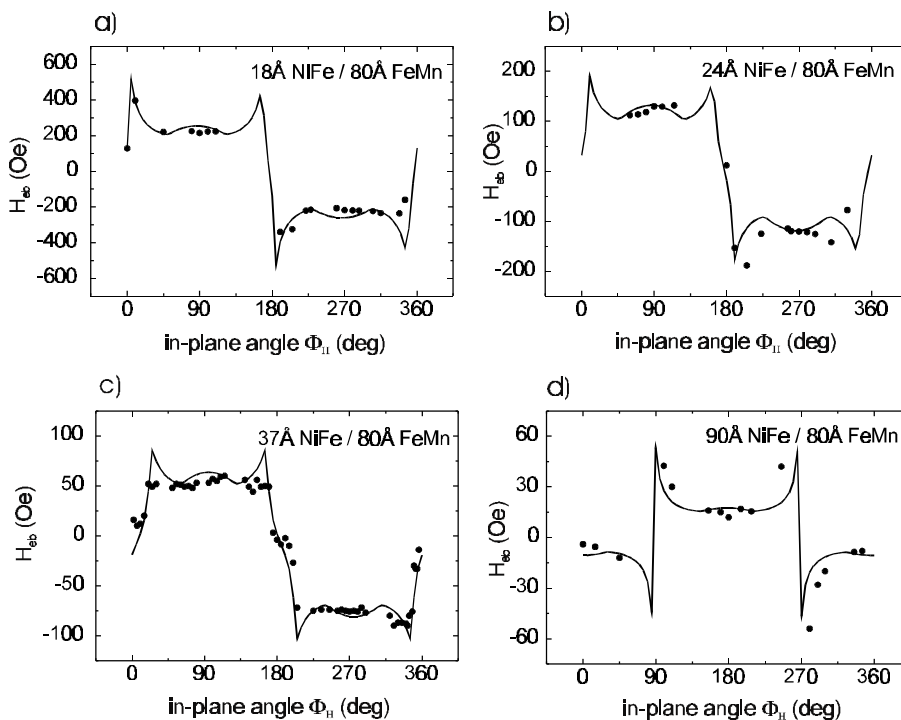 a)
18Å NiFe / 80Å FeMn
600
400
200
0
-200
-400
-600
H_eb (Oe)
0 90 180 270 360
in-plane angle Φ_H (deg)
b)
24Å NiFe / 80Å FeMn
200
100
0
-100
-200
H_eb (Oe)
0 90 180 270 360
in-plane angle Φ_H (deg)
c)
37Å NiFe / 80Å FeMn
100
50
0
-50
-100
H_eb (Oe)
0 90 180 270 360
in-plane angle Φ_H (deg)
d)
90Å NiFe / 80Å FeMn
60
30
0
-30
-60
H_eb (Oe)
0 90 180 270 360
in-plane angle Φ_H (deg)